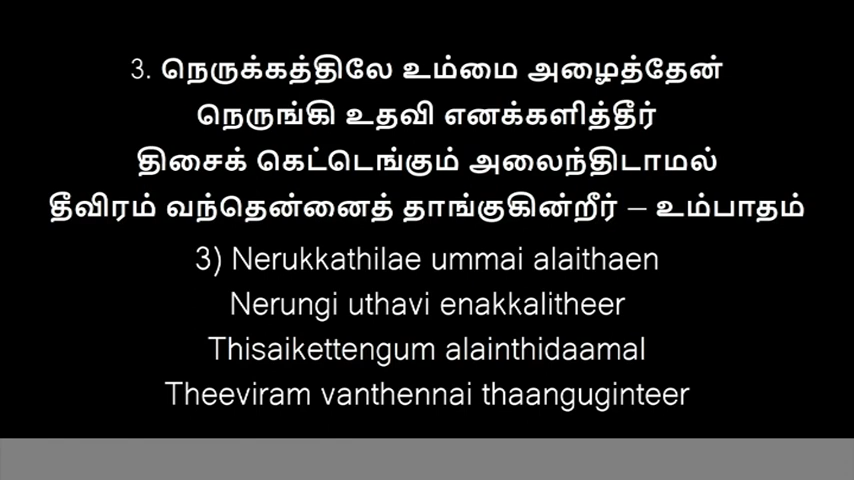 3. நெருக்கத்திலே உம்மை அழைத்தேன்
நெருங்கி உதவி எனக்களித்தீர்
திசைக் கெட்டெங்கும் அலைந்திடாமல்
தீவிரம் வந்தென்னைத் தாங்குகின்றீர் – உம்பாதம்
3) Nerukkathilae ummai alaithaen
Nerungi uthavi enakkalitheer
Thisaikettengum alainthidaamal
Theeviram vanthennai thaanguginteer